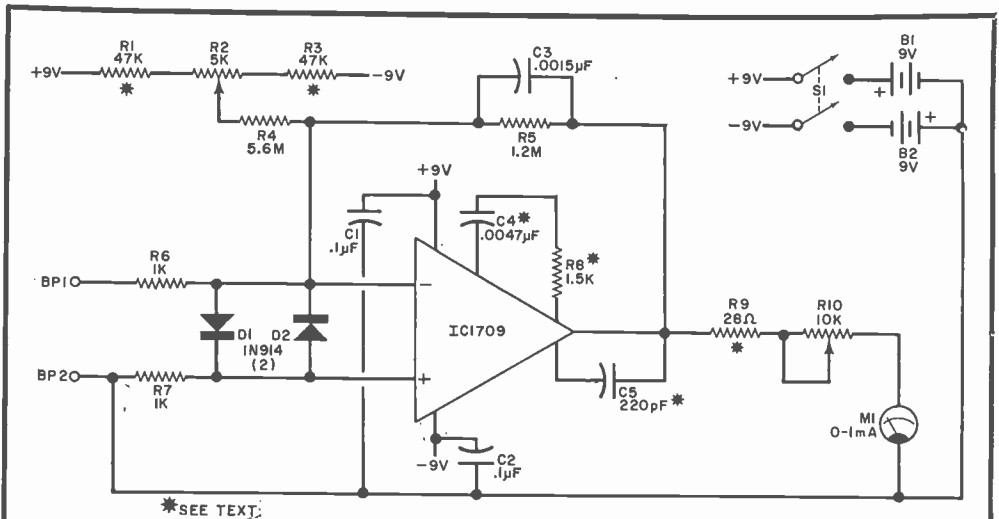 R1
47K
R2
5K
R3
47K
+9V
✱
✱
-9V
R4
5.6M
C3
.0015µF
R5
1.2M
B1
9V
+9V
S1
+
-9V
+
B2
9V
+9V
C1
.1µF
C4✱
.0047µF
R8✱
1.5K
BP1
R6
1K
−
D1
D2
1N914
(2)
IC1709
R9
28Ω
✱
R10
10K
BP2
R7
1K
+
C5
220pF✱
M1
0-1mA
-9V
C2
.1µF
✱SEE TEXT